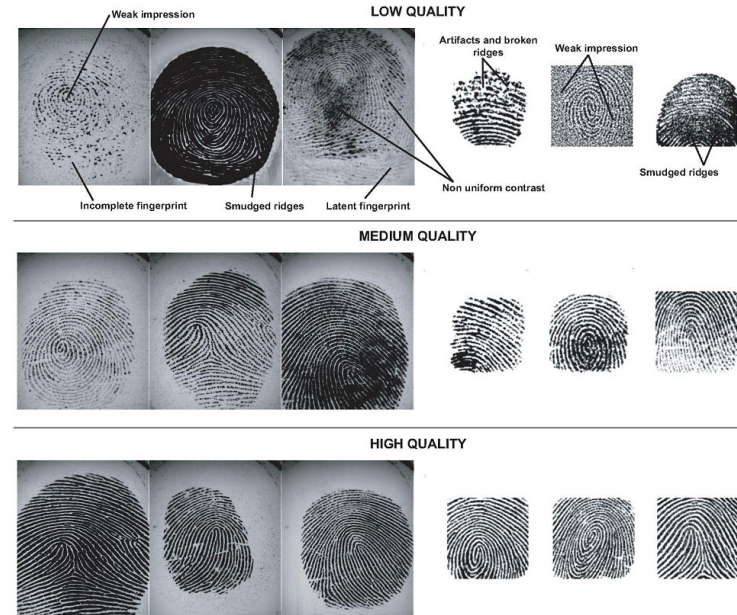 LOW QUALITY
Weak impression
Artifacts and broken
ridges
Weak impression
Incomplete fingerprint
Smudged ridges
Latent fingerprint
Non uniform contrast
Smudged ridges
MEDIUM QUALITY
HIGH QUALITY